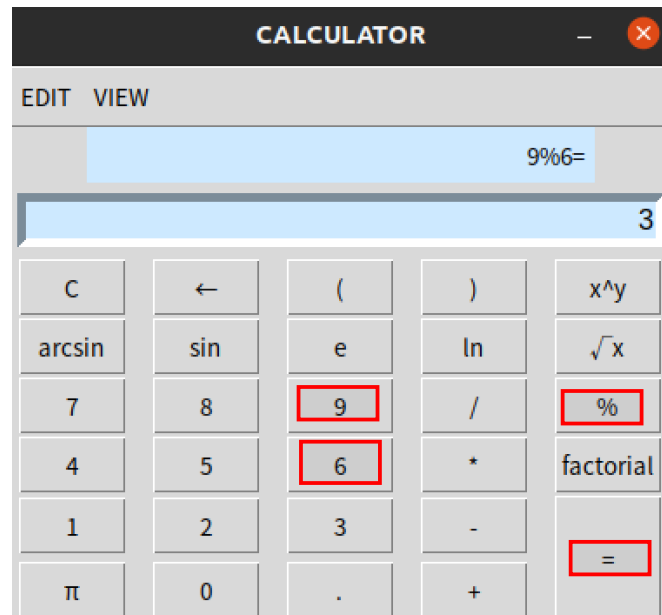 CALCULATOR
EDIT VIEW
9%6=
3
C ← ( ) x^y
arcsin sin e ln √x
7 8 9 / %
4 5 6 * factorial
1 2 3 -
=
π 0 . +